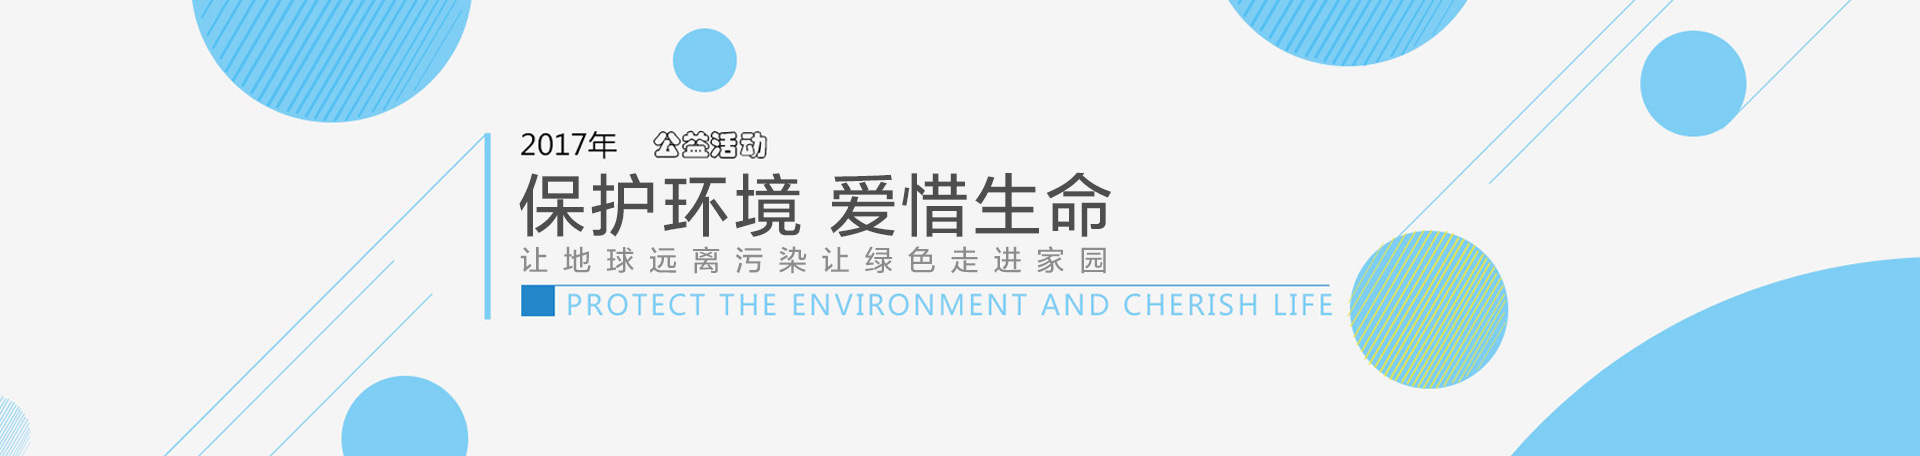 2017年 公益活动
保护环境 爱惜生命
让地球远离污染让绿色走进家园
PROTECT THE ENVIRONMENT AND CHERISH LIFE